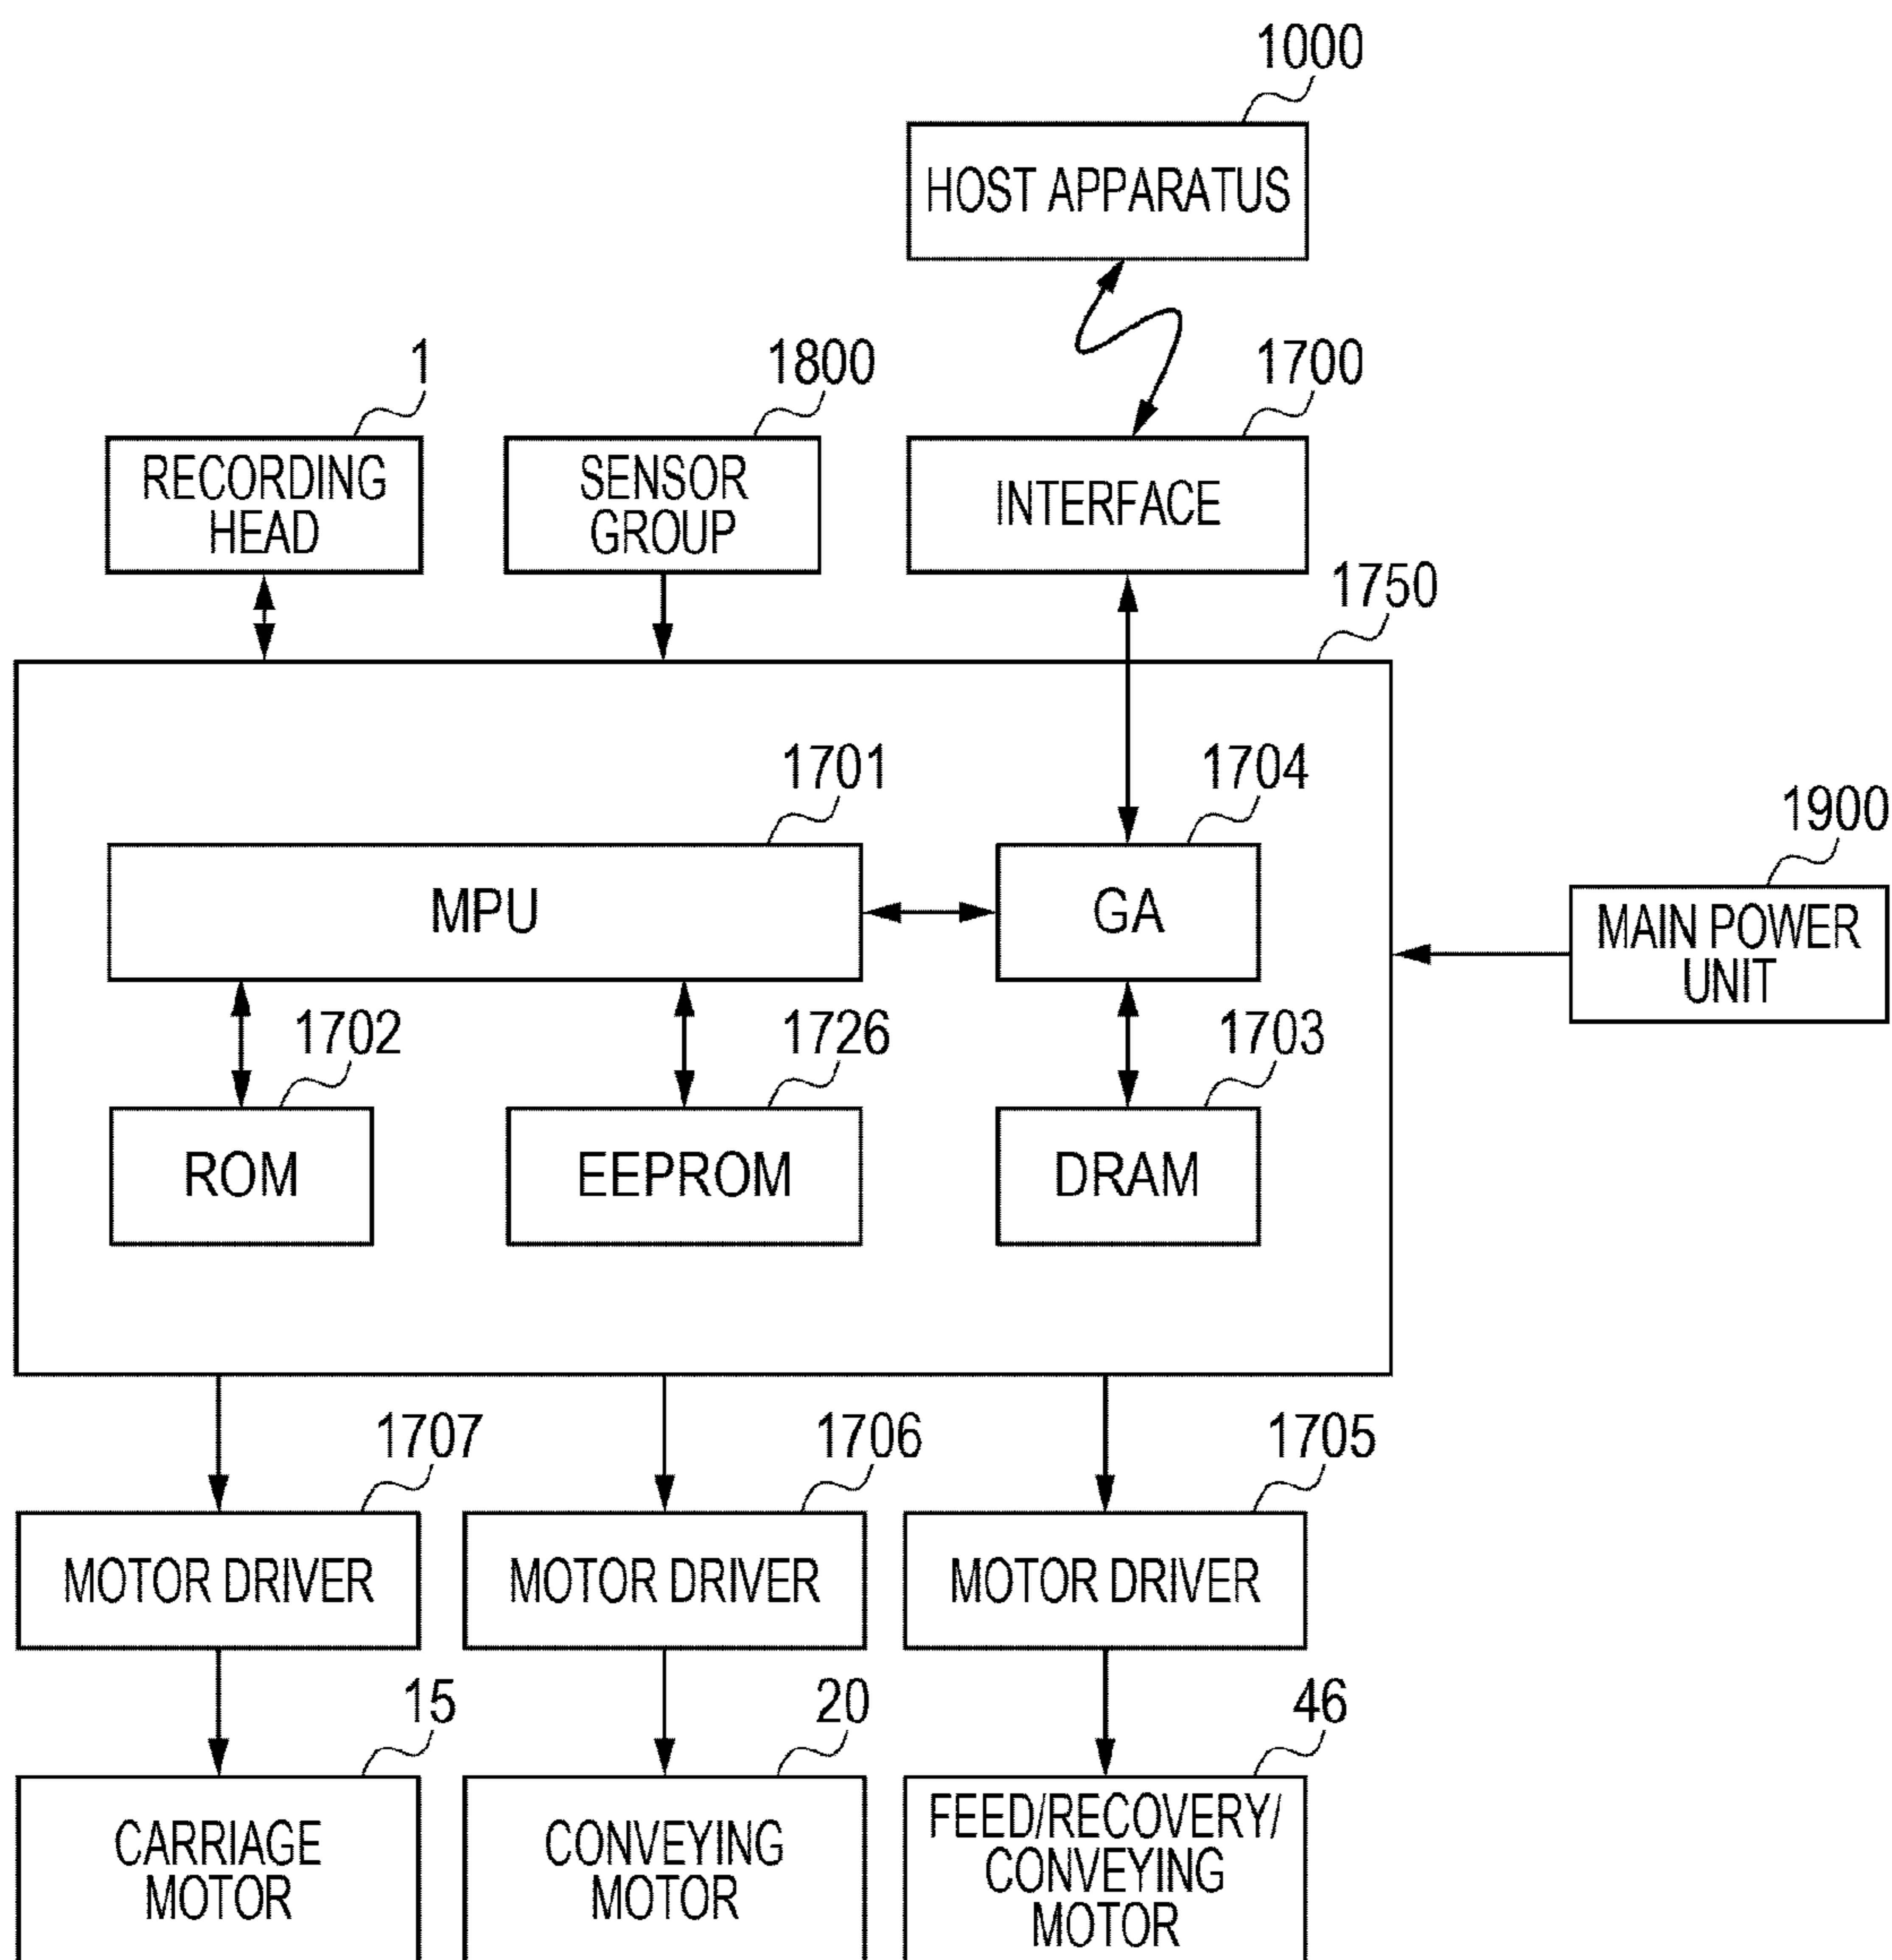 1000
HOST APPARATUS
1
1800
1700
RECORDING
HEAD
SENSOR
GROUP
INTERFACE
1750
1701
1704
1900
MPU
GA
MAIN POWER
UNIT
1702
1726
1703
ROM
EEPROM
DRAM
1707
1706
1705
MOTOR DRIVER
MOTOR DRIVER
MOTOR DRIVER
15
20
46
CARRIAGE
MOTOR
CONVEYING
MOTOR
FEED/RECOVERY/
CONVEYING
MOTOR